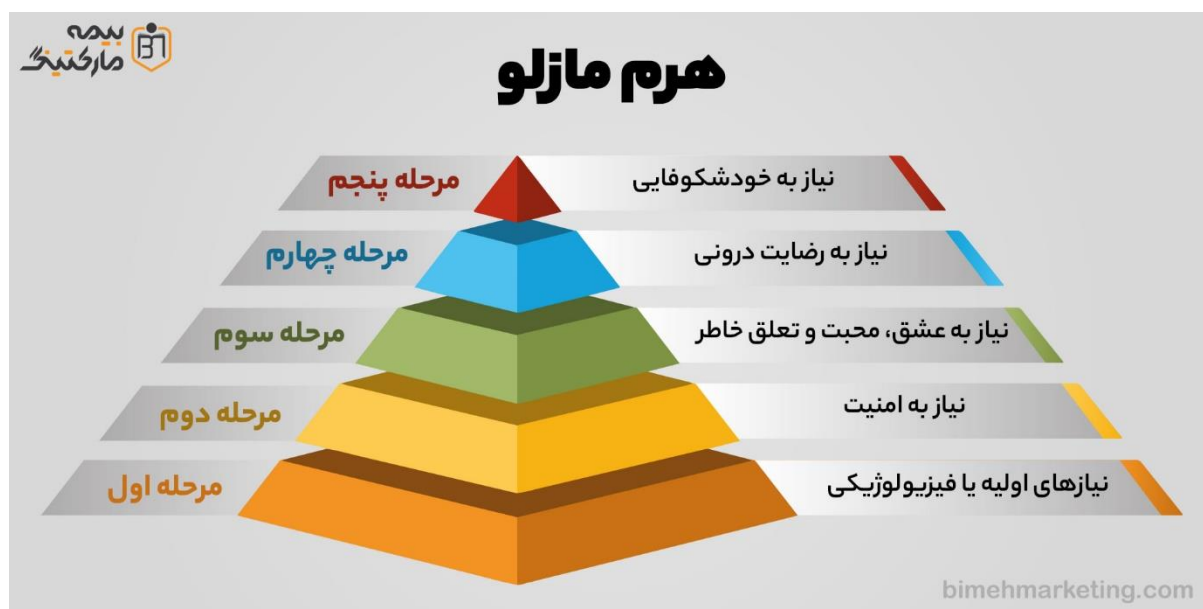 بیمه
مارکتینگ
هرم مازلو
نیاز به خودشکوفایی
مرحله پنجم
نیاز به رضایت درونی
مرحله چهارم
نیاز به عشق، محبت و تعلق خاطر
مرحله سوم
نیاز به امنیت
مرحله دوم
نیازهای اولیه یا فیزیولوژیکی
مرحله اول
bimehmarketing.com